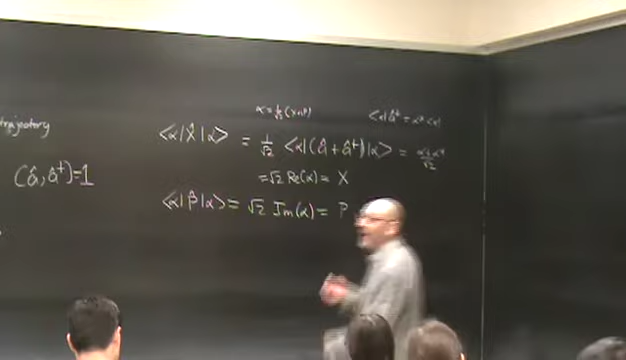 trajectory
(â, â†)=1
α = 1/√2 (X+iP)
<α|â† = α* <α|
<α|X̂|α> = 1/√2 <α|(â + â†)|α> = α+α*/√2
= √2 Re(α) = X
<α|P̂|α> = √2 Im(α) = P